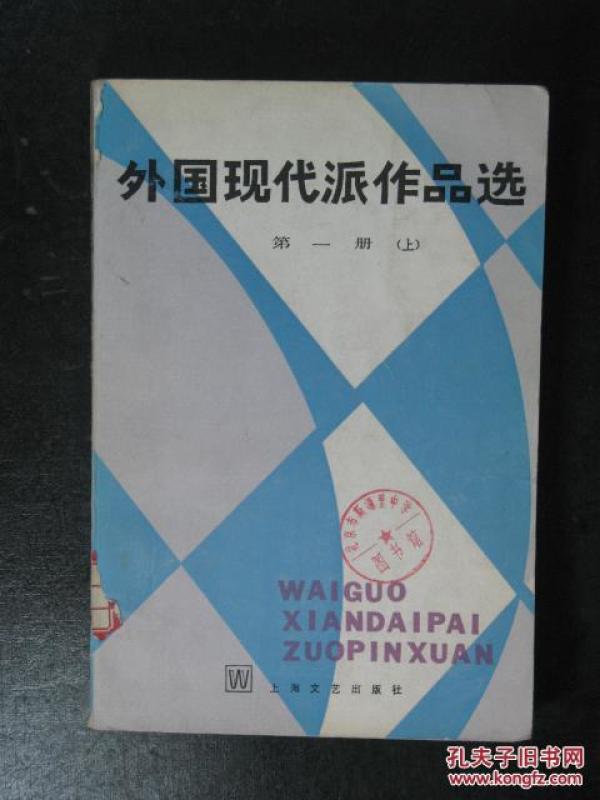 外国现代派作品选
第一册(上)
WAIGUO
XIANDAIPAI
ZUOPINXUAN
W 上海文艺出版社
孔夫子旧书网
www.kongfz.com